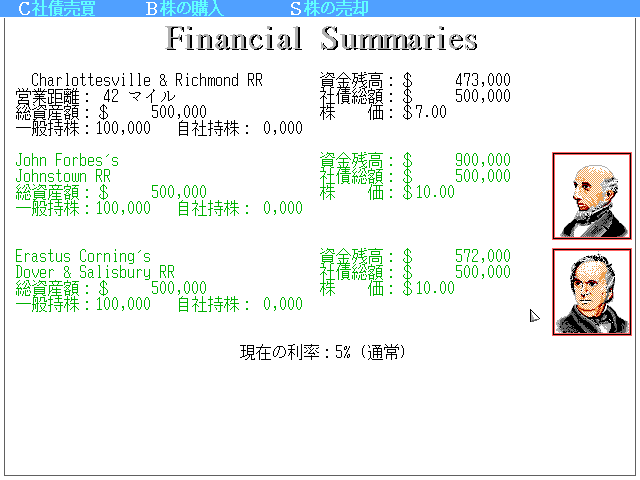 C社債売買 B株の購入 S株の売却
Financial Summaries
Charlottesville & Richmond RR 資金残高：$ 473,000
営業距離： 42 マイル 社債総額：$ 500,000
総資産額：$ 500,000 株　　価：$7.00
一般持株：100,000 自社持株： 0,000
John Forbes's 資金残高：$ 900,000
Johnstown RR 社債総額：$ 500,000
総資産額：$ 500,000 株　　価：$10.00
一般持株：100,000 自社持株： 0,000
Erastus Corning's 資金残高：$ 572,000
Dover & Salisbury RR 社債総額：$ 500,000
総資産額：$ 500,000 株　　価：$10.00
一般持株：100,000 自社持株： 0,000
現在の利率：5% (通常)